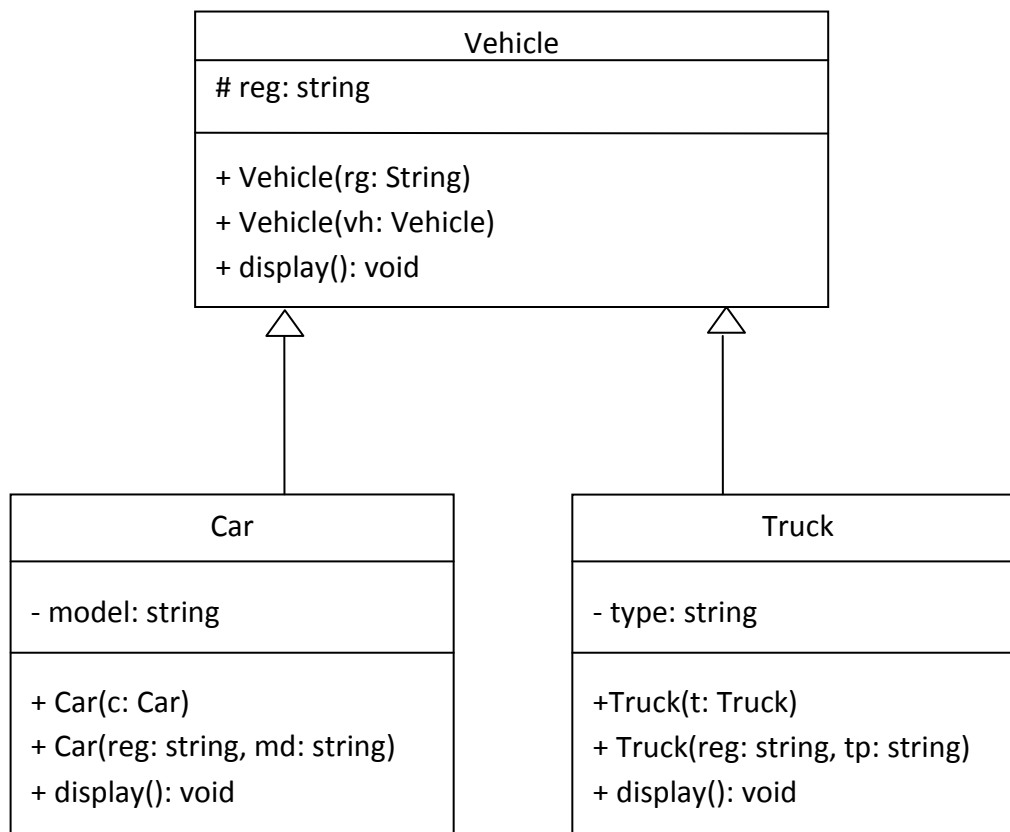 Vehicle
# reg: string
+ Vehicle(rg: String)
+ Vehicle(vh: Vehicle)
+ display(): void
Car
- model: string
+ Car(c: Car)
+ Car(reg: string, md: string)
+ display(): void
Truck
- type: string
+Truck(t: Truck)
+ Truck(reg: string, tp: string)
+ display(): void